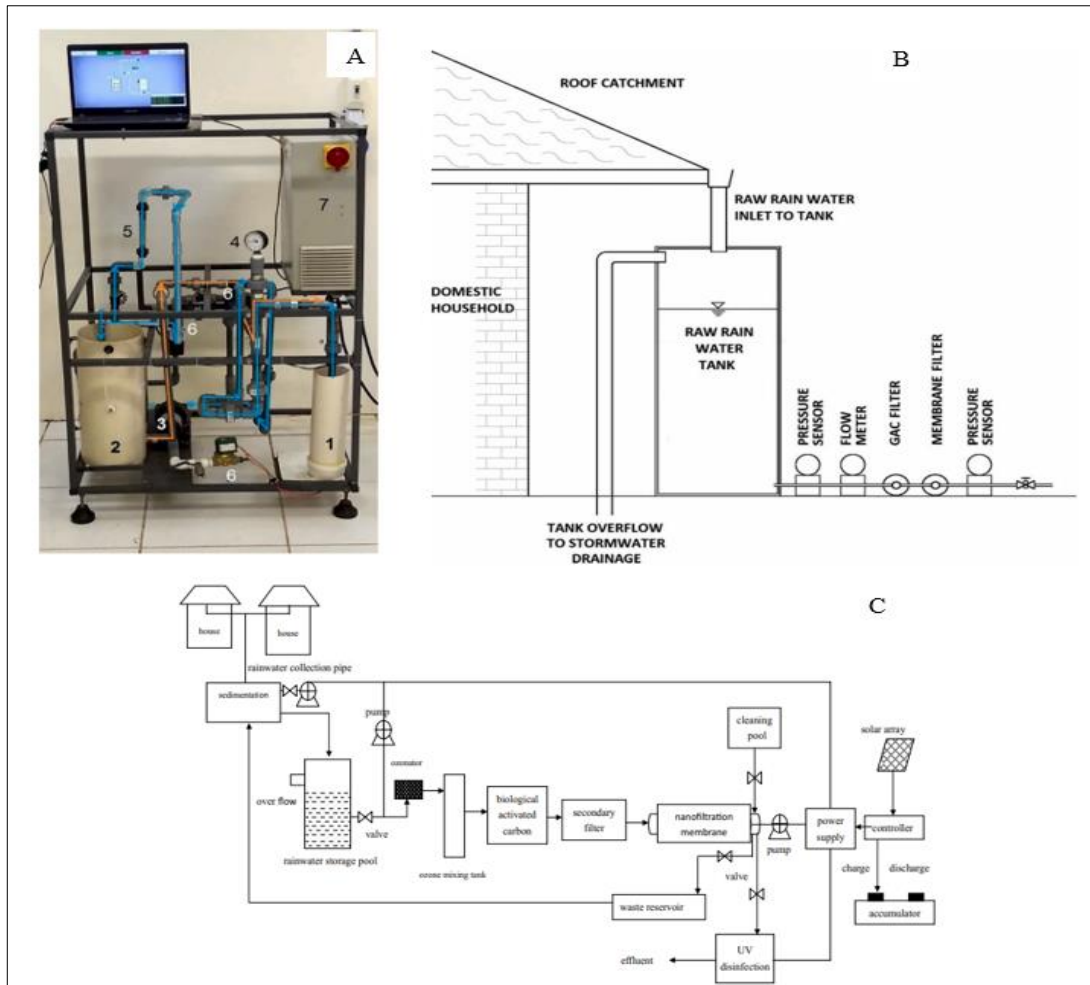 A
7
5
4
6
6
3
2
1
6
B
ROOF CATCHMENT
RAW RAIN WATER
INLET TO TANK
DOMESTIC
HOUSEHOLD
RAW RAIN
WATER
TANK
PRESSURE
SENSOR
FLOW
METER
GAC FILTER
MEMBRANE FILTER
PRESSURE
SENSOR
TANK OVERFLOW
TO STORMWATER
DRAINAGE
C
house
house
rainwater collection pipe
sedimentation
pump
cleaning
pool
solar array
ozonator
over flow
biological
activated
carbon
secondary
filter
nanofiltration
membrane
power
supply
controller
valve
pump
rainwater storage pool
ozone mixing tank
valve
charge
discharge
waste reservoir
accumulator
effluent
UV
disinfection